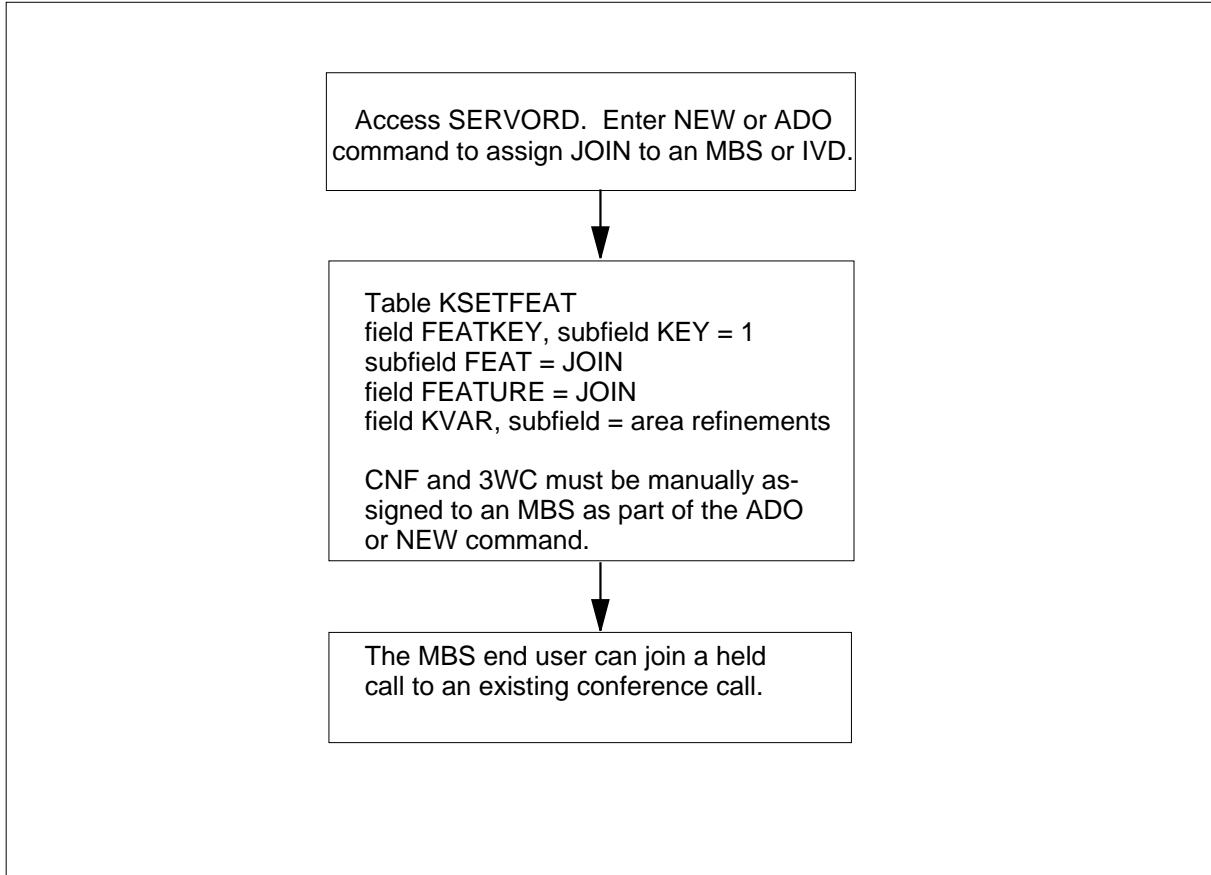 Access SERVORD.  Enter NEW or ADO
command to assign JOIN to an MBS or IVD.
Table KSETFEAT
field FEATKEY, subfield KEY = 1
subfield FEAT = JOIN
field FEATURE = JOIN
field KVAR, subfield = area refinements
CNF and 3WC must be manually as-
signed to an MBS as part of the ADO
or NEW command.
The MBS end user can join a held
call to an existing conference call.